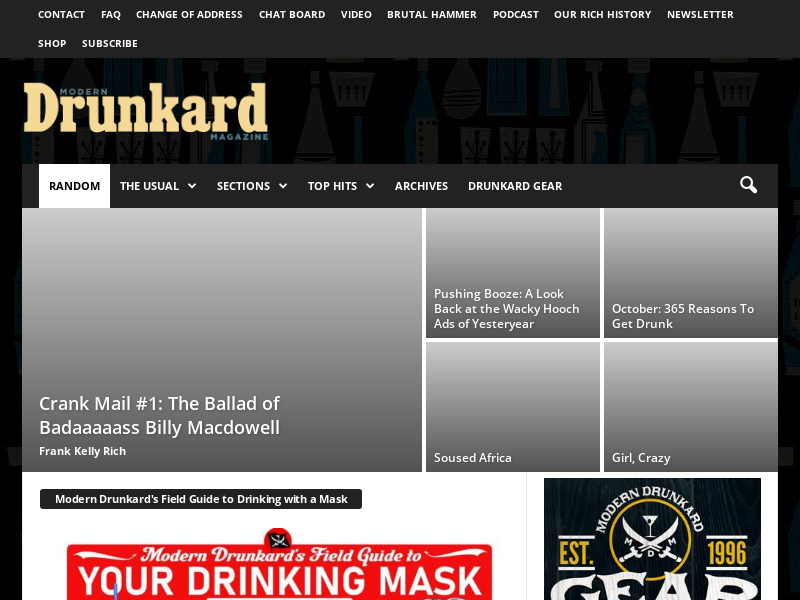 CONTACT FAQ CHANGE OF ADDRESS CHAT BOARD VIDEO BRUTAL HAMMER PODCAST OUR RICH HISTORY NEWSLETTER
SHOP SUBSCRIBE
MODERN
Drunkard
MAGAZINE
RANDOM THE USUAL SECTIONS TOP HITS ARCHIVES DRUNKARD GEAR
Pushing Booze: A Look
Back at the Wacky Hooch
Ads of Yesteryear
October: 365 Reasons To
Get Drunk
Crank Mail #1: The Ballad of
Badaaaaass Billy Macdowell
Frank Kelly Rich
Soused Africa
Girl, Crazy
Modern Drunkard's Field Guide to Drinking with a Mask
Modern Drunkard's Field Guide to
YOUR DRINKING MASK
MODERN DRUNKARD
M D
EST. 1996
GEAR